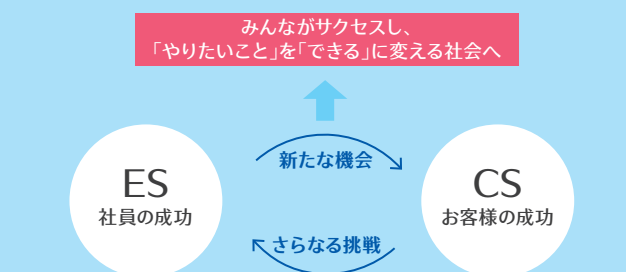 みんながサクセスし、
「やりたいこと」を「できる」に変える社会へ
新たな機会
ES
社員の成功
CS
お客様の成功
さらなる挑戦